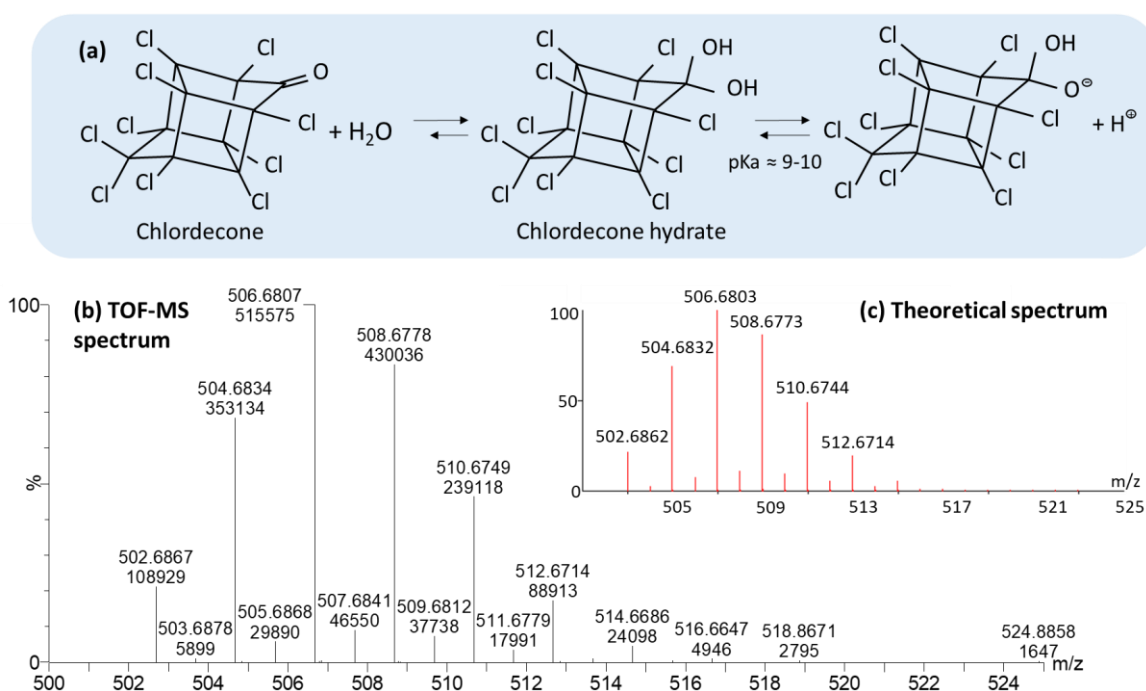 (a)
Cl
Cl
Cl
O
Cl
Cl
Cl
Cl
Cl
Cl
Cl
+ H₂O
Chlordecone
Cl
Cl
Cl
OH
OH
Cl
Cl
Cl
Cl
Cl
Cl
Cl
Chlordecone hydrate
pKa ≈ 9-10
Cl
Cl
Cl
OH
O⊖
Cl
Cl
Cl
Cl
Cl
Cl
Cl
+ H⊕
(b) TOF-MS
spectrum
100
%
0
502.6867
108929
503.6878
5899
504.6834
353134
505.6868
29890
506.6807
515575
507.6841
46550
508.6778
430036
509.6812
37738
510.6749
239118
511.6779
17991
512.6714
88913
514.6686
24098
516.6647
4946
518.8671
2795
524.8858
1647
m/z
500
502
504
506
508
510
512
514
516
518
520
522
524
(c) Theoretical spectrum
100
50
0
502.6862
504.6832
506.6803
508.6773
510.6744
512.6714
m/z
505
509
513
517
521
525